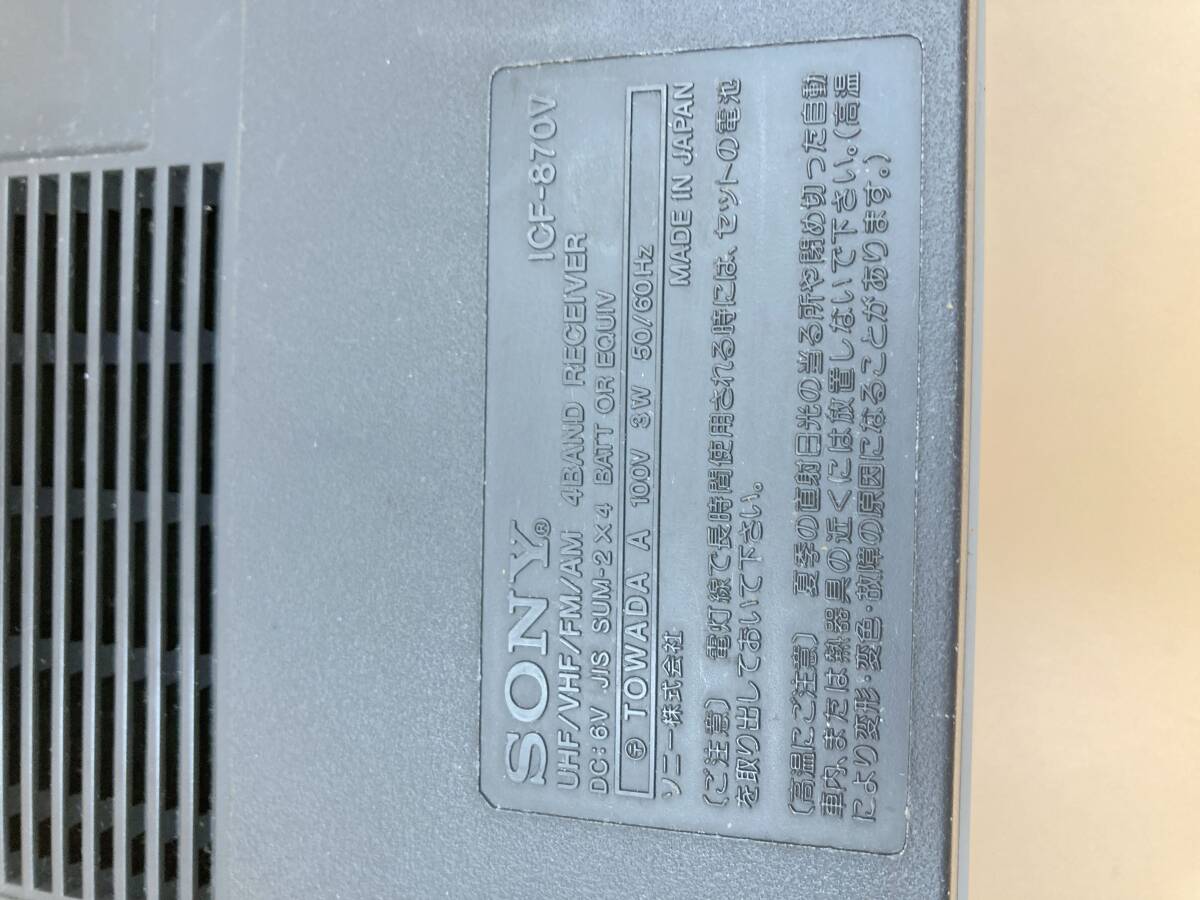 SONY® ICF-870V
UHF/VHF/FM/AM 4BAND RECEIVER
DC:6V JIS SUM-2×4 BATT OR EQUIV
〒 TOWADA A 100V 3W 50/60Hz
ソニー株式会社 MADE IN JAPAN
(ご注意) 電灯線で長時間使用される時には、セットの電池
を取り出しておいて下さい。
(高温にご注意) 夏季の直射日光の当る所や閉め切った自動
車内、または熱器具の近くには放置しないで下さい。(高温
により変形・変色・故障の原因になることがあります。)